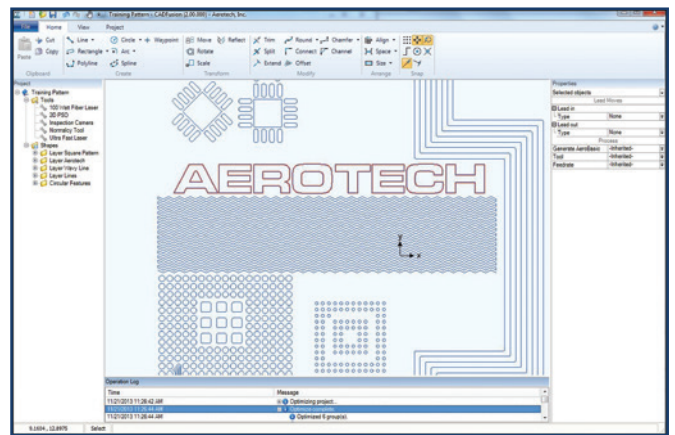 Training Pattern - CADFusion (2.00.000) - Aerotech, Inc.
File Home View Project
Paste
Cut
Copy
Clipboard
Line
Rectangle
Polyline
Circle
Arc
Spline
Waypoint
Create
Move
Reflect
Rotate
Scale
Transform
Trim
Split
Extend
Round
Chamfer
Connect
Channel
Offset
Modify
Align
Space
Size
Arrange
Snap
Project
Training Pattern
Tools
100 Watt Fiber Laser
2D PSO
Inspection Camera
Normalcy Tool
Ultra Fast Laser
Shapes
Layer Square Pattern
Layer Aerotech
Layer Wavy Line
Layer Lines
Circular Features
AEROTECH
y
x
Properties
Selected objects
Lead Moves
Lead in
Type None
Lead out
Type None
Process
Generate AeroBasic -Inherited-
Tool -Inherited-
Feedrate -Inherited-
Operation Log
Time Message
11/21/2013 11:26:42 AM Optimizing project...
11/21/2013 11:26:44 AM Optimize complete.
11/21/2013 11:26:44 AM Optimized 6 group(s).
9.1604 , 12.8975 Select